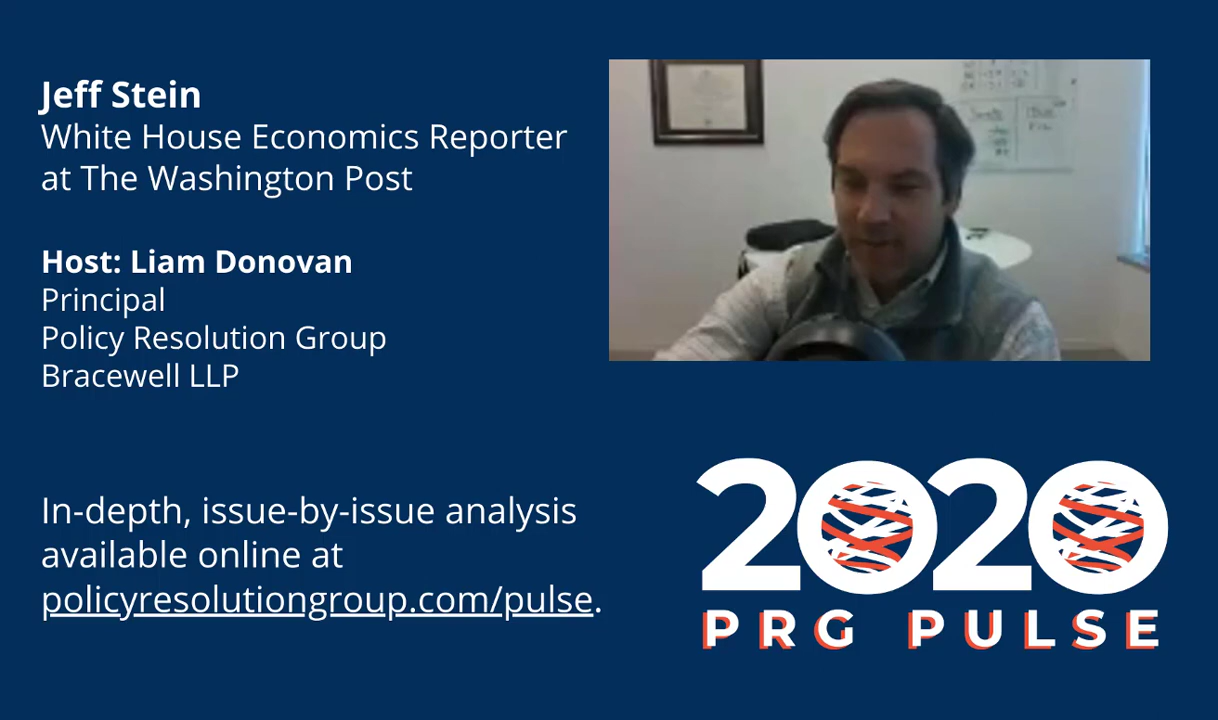 Jeff Stein
White House Economics Reporter
at The Washington Post
Host: Liam Donovan
Principal
Policy Resolution Group
Bracewell LLP
In-depth, issue-by-issue analysis
available online at
policyresolutiongroup.com/pulse.
2020
PRG PULSE